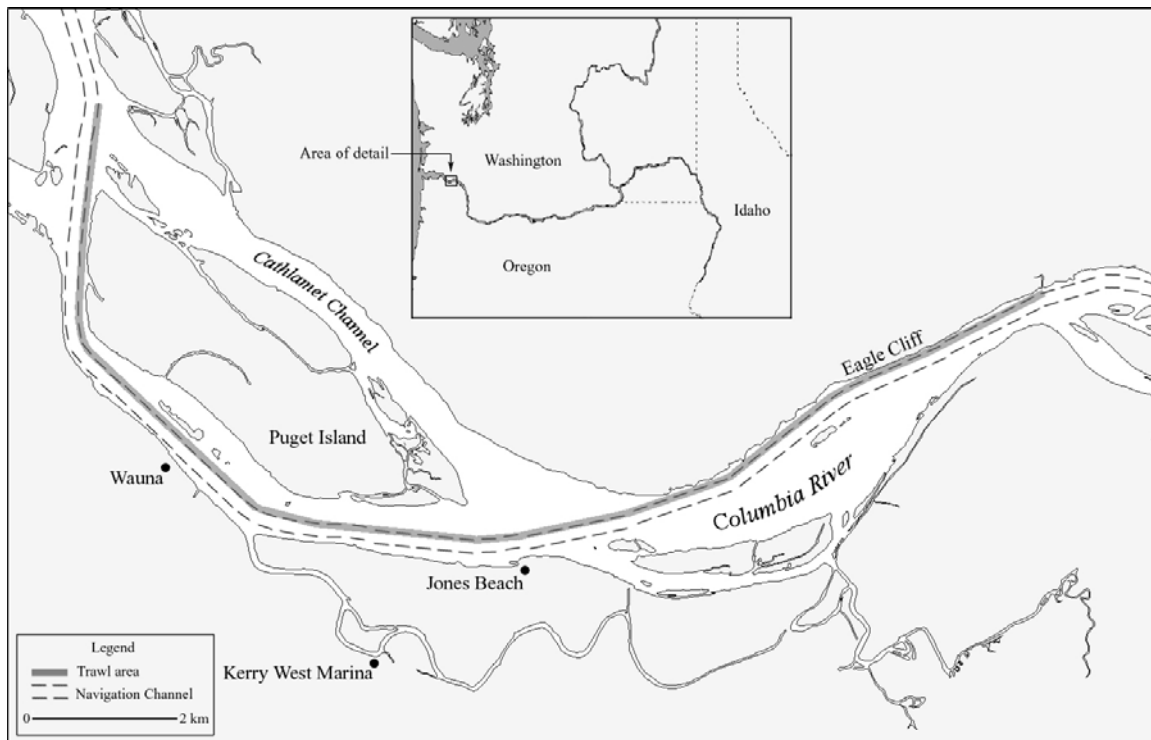 Area of detail
Washington
Idaho
Oregon
Cathlamet Channel
Eagle Cliff
Puget Island
Wauna
Columbia River
Jones Beach
Kerry West Marina
Legend
Trawl area
Navigation Channel
0 2 km